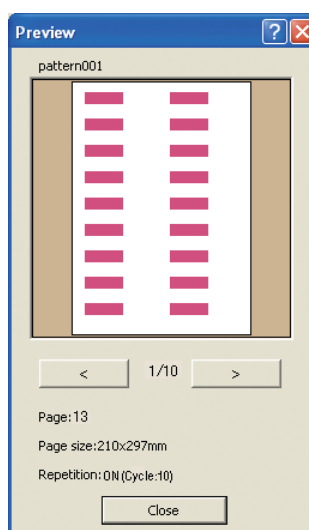 Preview
pattern001
< 1/10 >
Page:13
Page size:210x297mm
Repetition:ON(Cycle:10)
Close